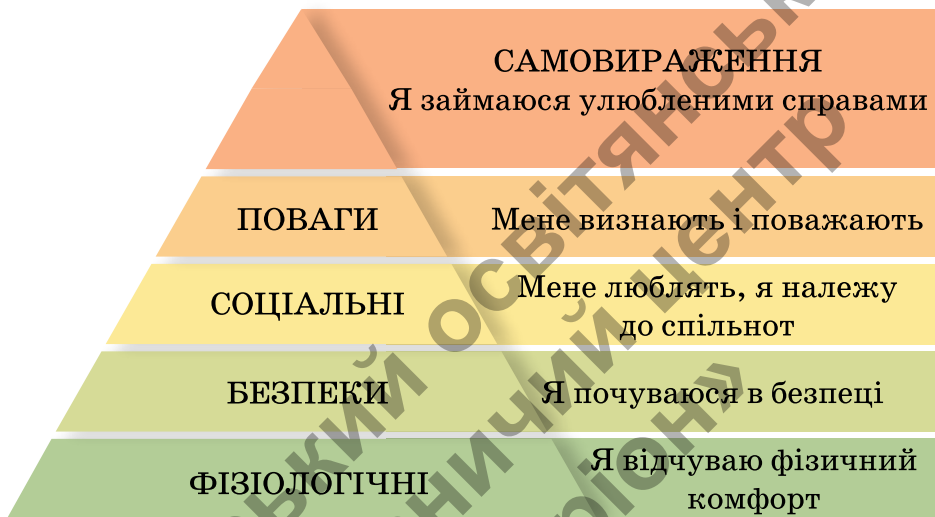 САМОВИРАЖЕННЯ
Я займаюся улюбленими справами
ПОВАГИ
Мене визнають і поважають
СОЦІАЛЬНІ
Мене люблять, я належу
до спільнот
БЕЗПЕКИ
Я почуваюся в безпеці
ФІЗІОЛОГІЧНІ
Я відчуваю фізичний
комфорт
центр